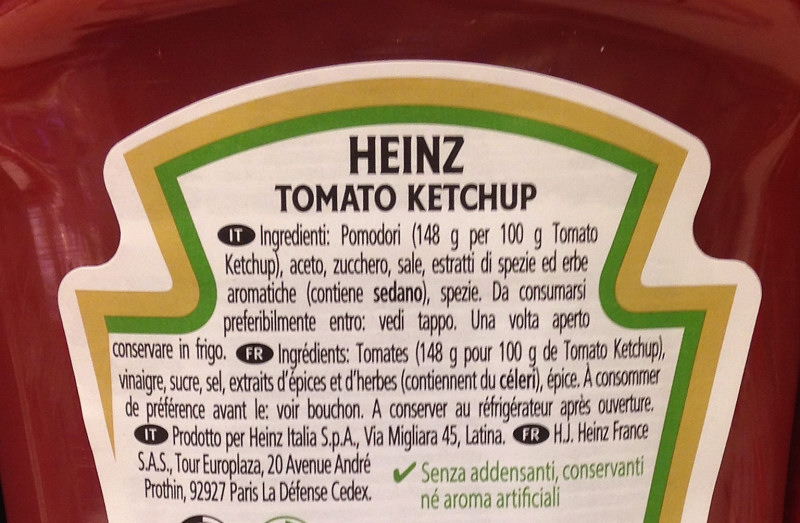 HEINZ
TOMATO KETCHUP
IT Ingredienti: Pomodori (148 g per 100 g Tomato
Ketchup), aceto, zucchero, sale, estratti di spezie ed erbe
aromatiche (contiene sedano), spezie. Da consumarsi
preferibilmente entro: vedi tappo. Una volta aperto
conservare in frigo. FR Ingrédients: Tomates (148 g pour 100 g de Tomato Ketchup),
vinaigre, sucre, sel, extraits d'épices et d'herbes (contiennent du céleri), épice. À consommer
de préférence avant le: voir bouchon. A conserver au réfrigérateur après ouverture.
IT Prodotto per Heinz Italia S.p.A., Via Migliara 45, Latina. FR H.J. Heinz France
S.A.S., Tour Europlaza, 20 Avenue André
Prothin, 92927 Paris La Défense Cedex.
✔ Senza addensanti, conservanti
né aroma artificiali